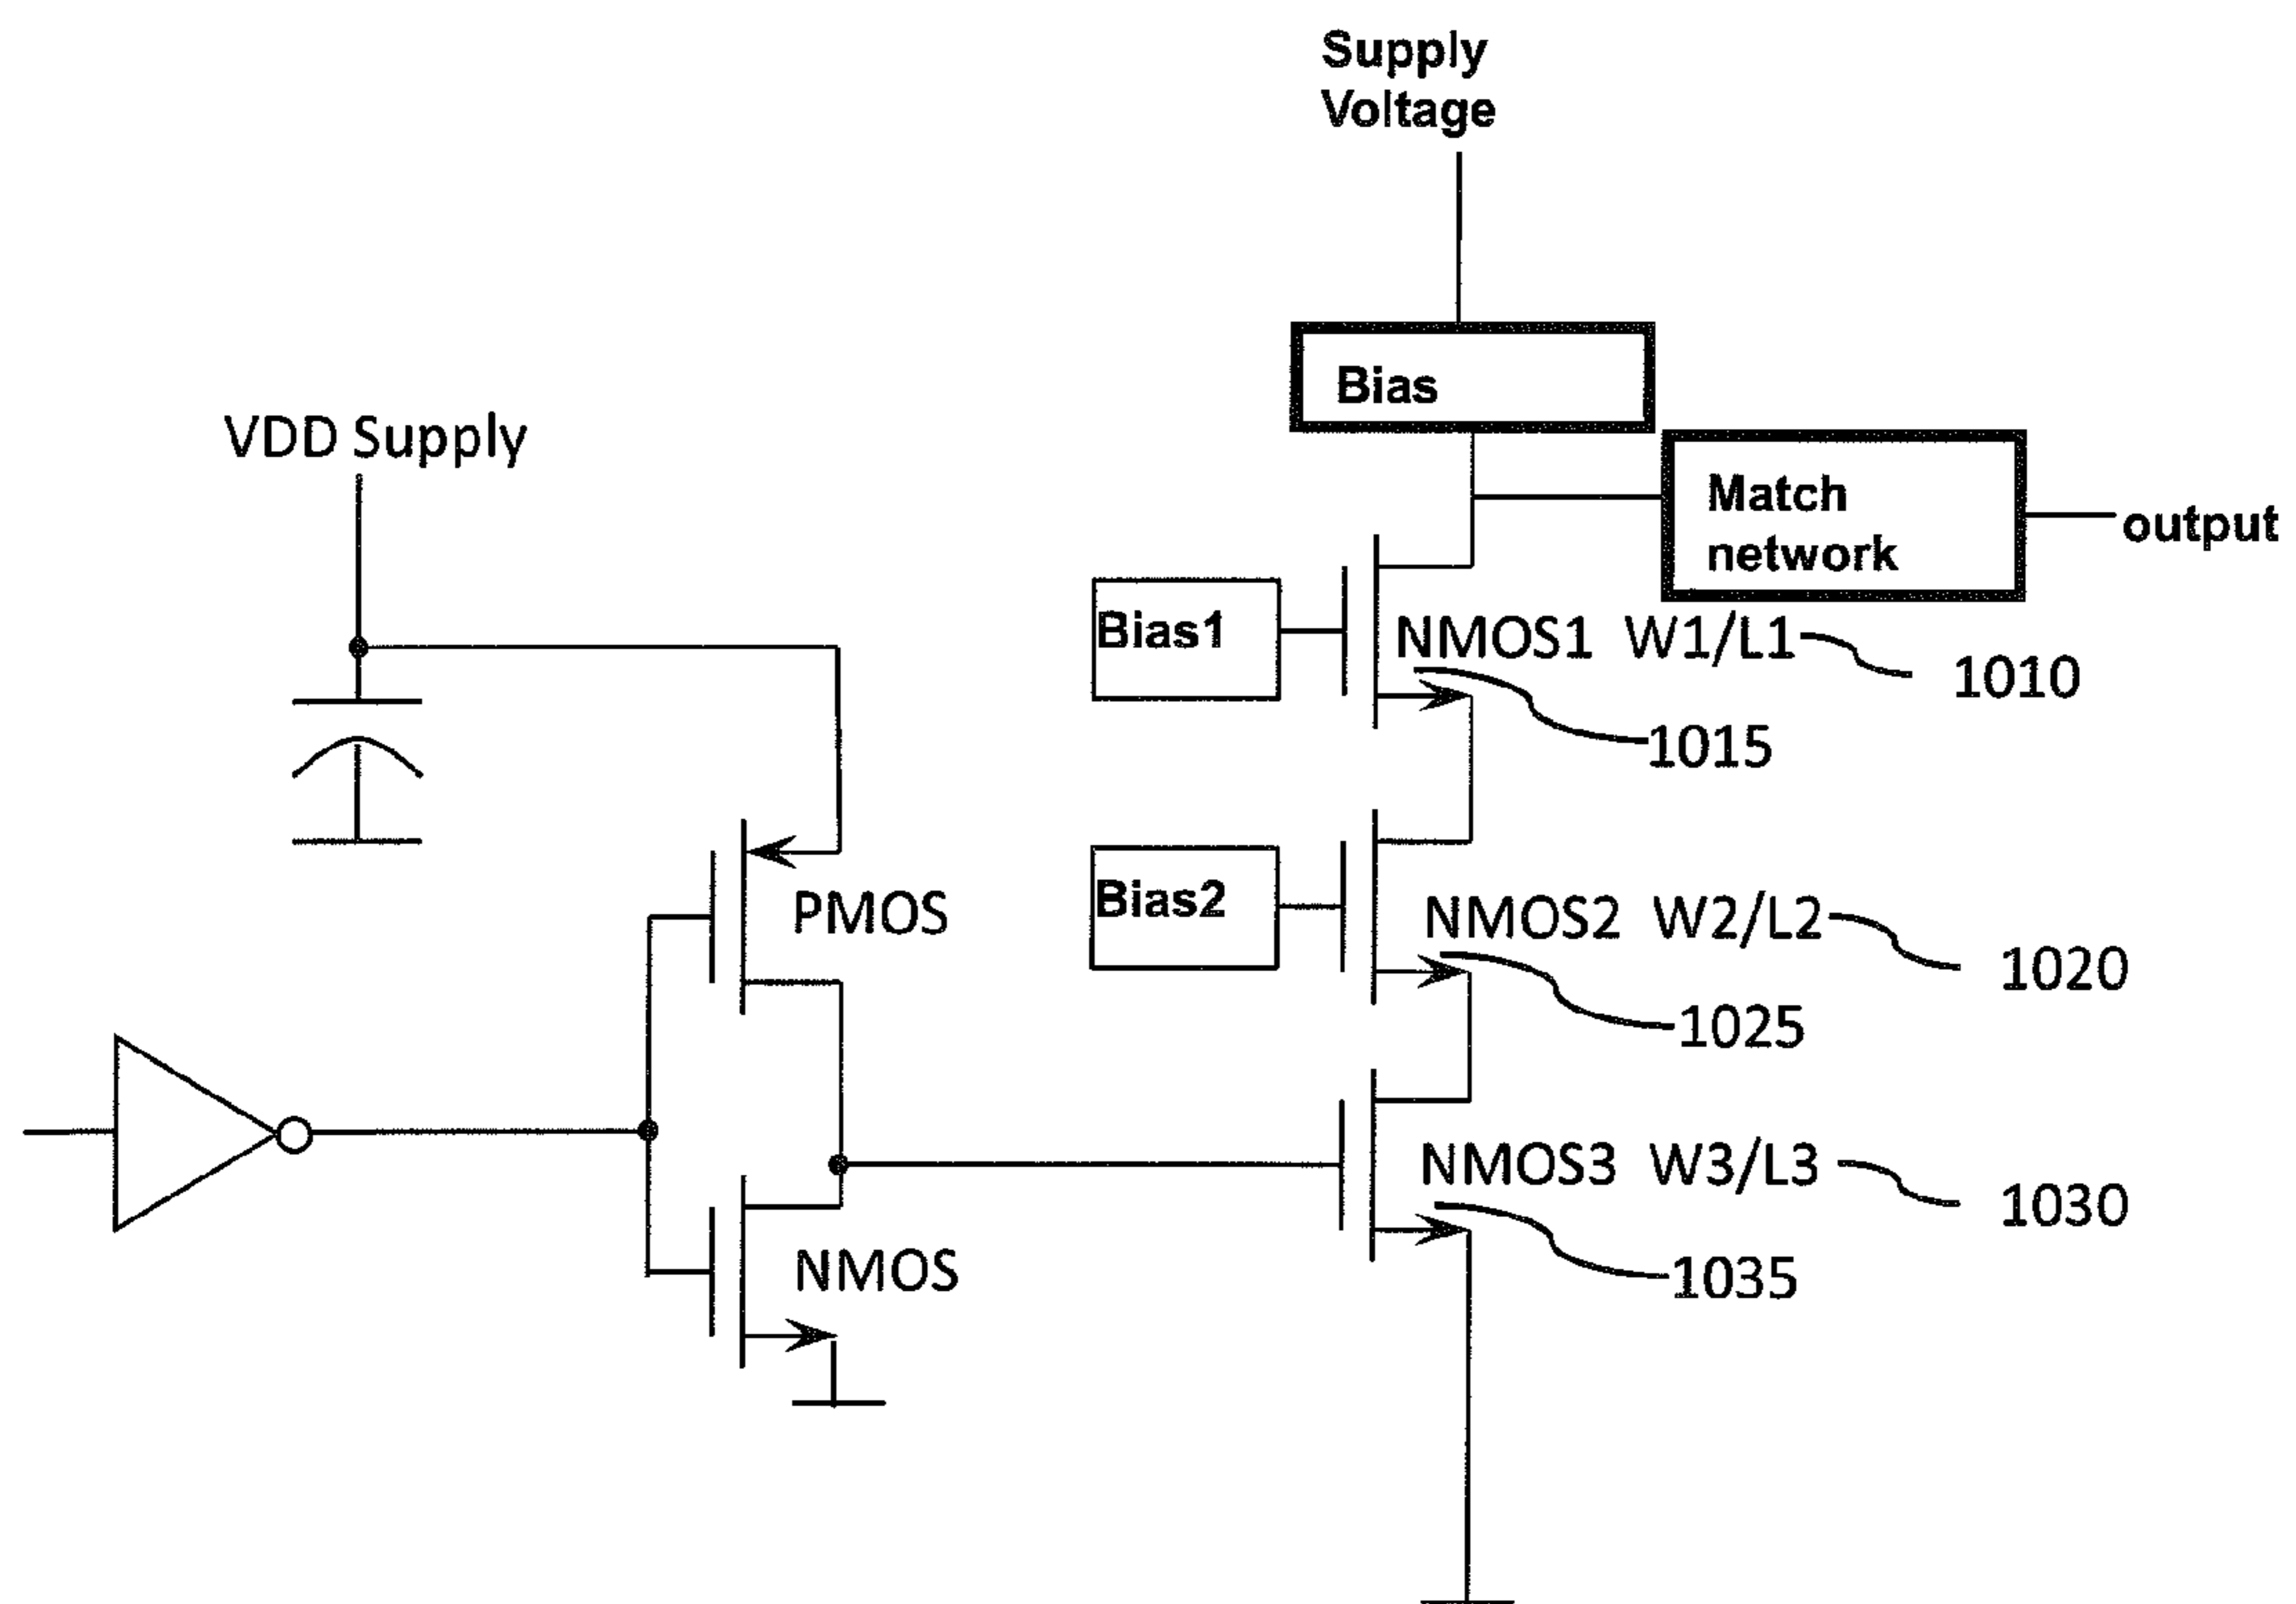 Supply
Voltage
Bias
VDD Supply
Match
network
output
Bias1
NMOS1 W1/L1
1010
1015
Bias2
PMOS
NMOS2 W2/L2
1020
1025
NMOS3 W3/L3
1030
NMOS
1035